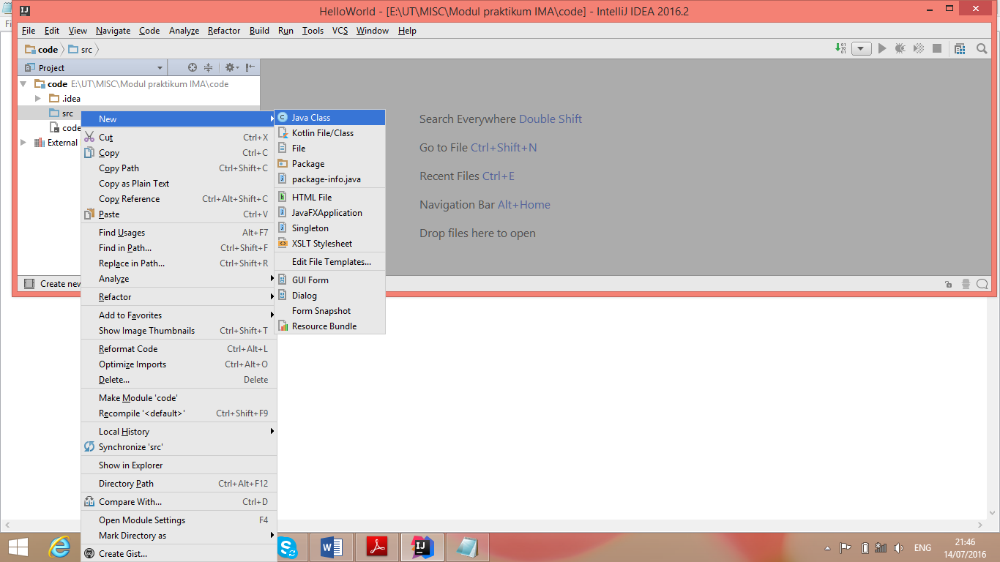 HelloWorld - [E:\UT\MISC\Modul praktikum IMA\code] - IntelliJ IDEA 2016.2
File Edit View Navigate Code Analyze Refactor Build Run Tools VCS Window Help
code src
Project
code E:\UT\MISC\Modul praktikum IMA\code
.idea
src
code
External
New
Cut Ctrl+X
Copy Ctrl+C
Copy Path Ctrl+Shift+C
Copy as Plain Text
Copy Reference Ctrl+Alt+Shift+C
Paste Ctrl+V
Find Usages Alt+F7
Find in Path... Ctrl+Shift+F
Replace in Path... Ctrl+Shift+R
Analyze
Refactor
Add to Favorites
Show Image Thumbnails Ctrl+Shift+T
Reformat Code Ctrl+Alt+L
Optimize Imports Ctrl+Alt+O
Delete... Delete
Make Module 'code'
Recompile '<default>' Ctrl+Shift+F9
Local History
Synchronize 'src'
Show in Explorer
Directory Path Ctrl+Alt+F12
Compare With... Ctrl+D
Open Module Settings F4
Mark Directory as
Create Gist...
Java Class
Kotlin File/Class
File
Package
package-info.java
HTML File
JavaFXApplication
Singleton
XSLT Stylesheet
Edit File Templates...
GUI Form
Dialog
Form Snapshot
Resource Bundle
Search Everywhere Double Shift
Go to File Ctrl+Shift+N
Recent Files Ctrl+E
Navigation Bar Alt+Home
Drop files here to open
Create new
ENG
21:46
14/07/2016